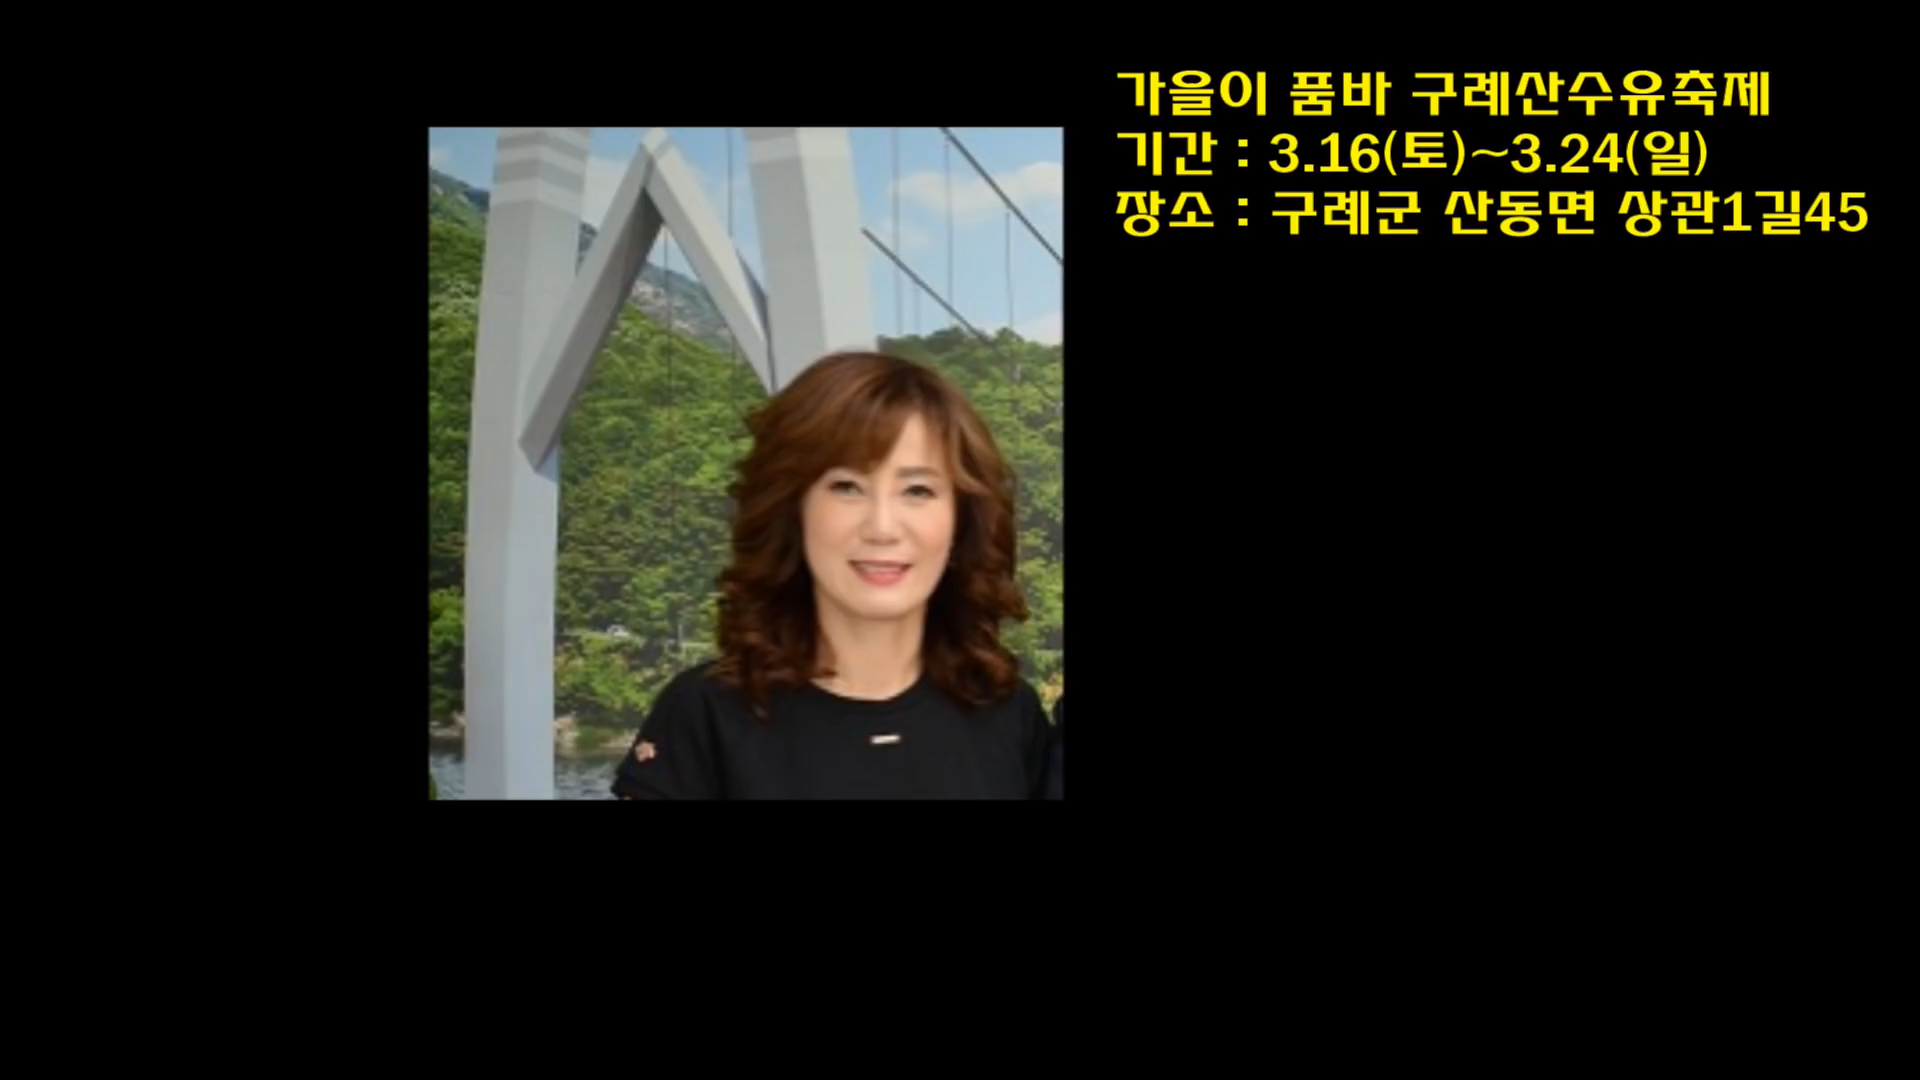 가을이 품바 구례산수유축제
기간 : 3.16(토)~3.24(일)
장소 : 구례군 산동면 상관1길45